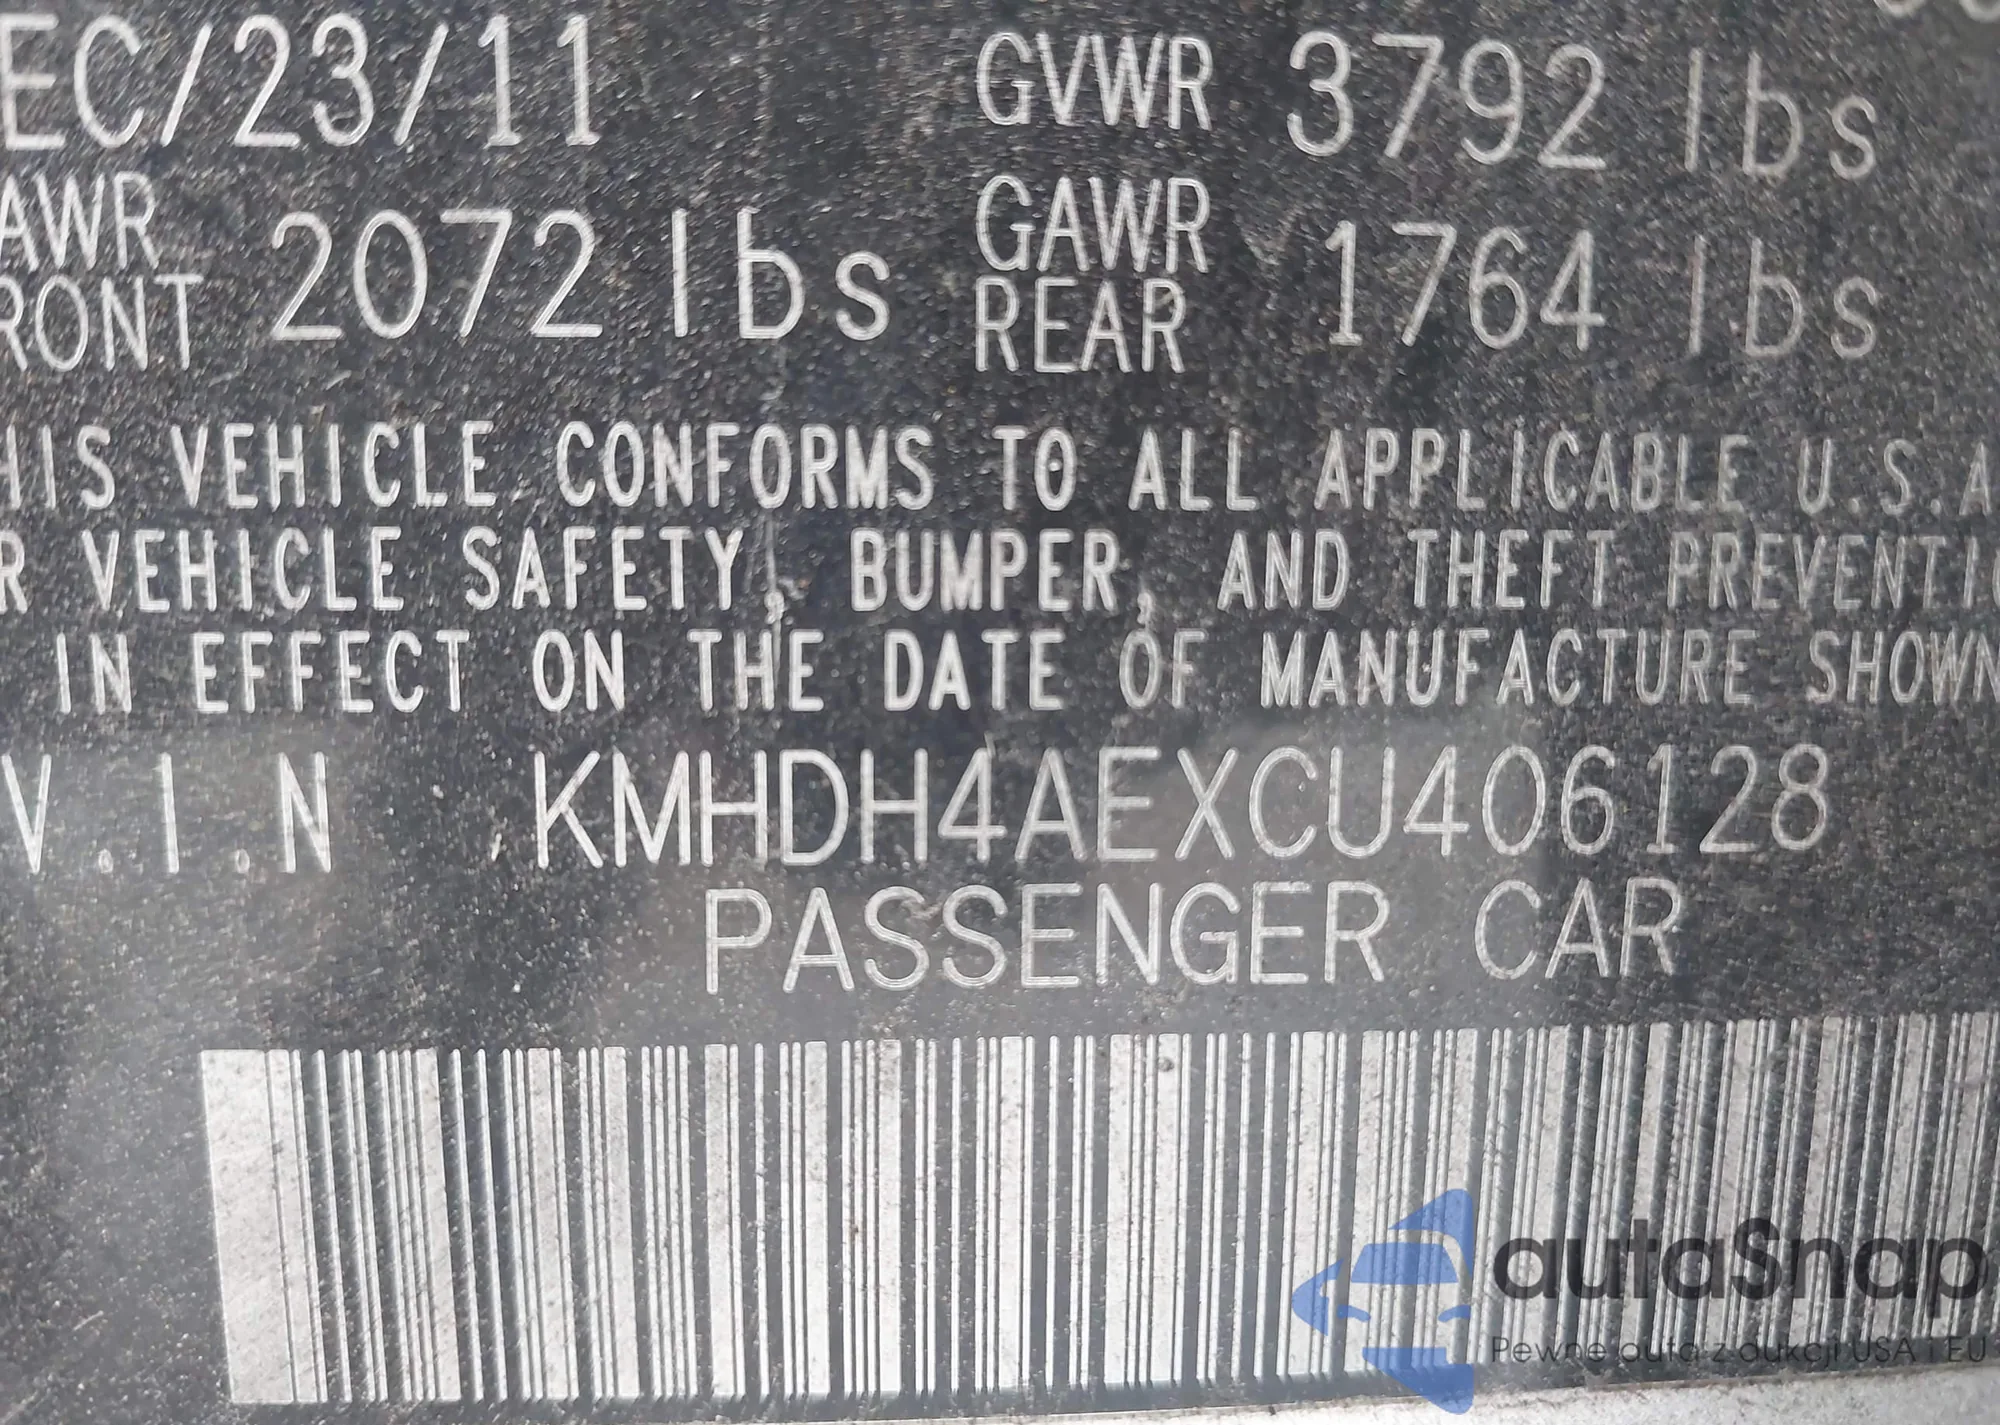 EC/23/11 GVWR 3792 lbs
AWR FRONT 2072 lbs GAWR REAR 1764 lbs
HIS VEHICLE CONFORMS TO ALL APPLICABLE U.S.A
R VEHICLE SAFETY, BUMPER, AND THEFT PREVENTIO
IN EFFECT ON THE DATE OF MANUFACTURE SHOWN
V.I.N KMHDH4AEXCU406128
PASSENGER CAR
autaSnap
Pewne auta z aukcji USA i EU